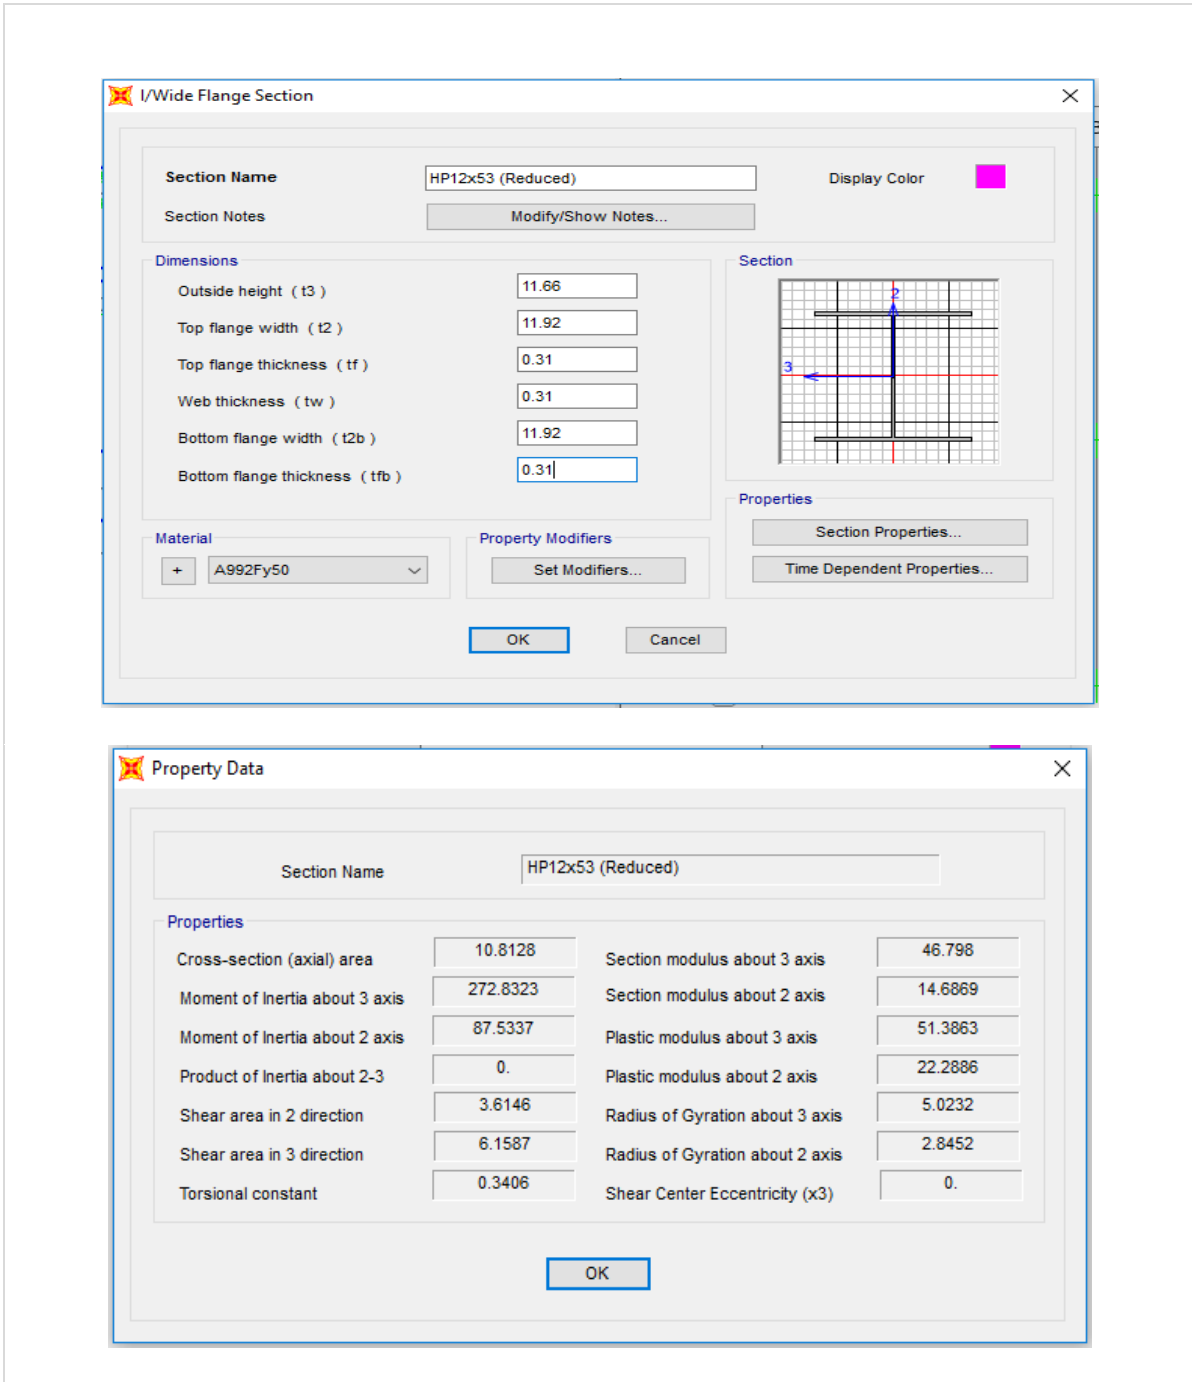 I/Wide Flange Section
Section Name HP12x53 (Reduced) Display Color
Section Notes Modify/Show Notes...
Dimensions
Outside height ( t3 ) 11.66
Top flange width ( t2 ) 11.92
Top flange thickness ( tf ) 0.31
Web thickness ( tw ) 0.31
Bottom flange width ( t2b ) 11.92
Bottom flange thickness ( tfb ) 0.31
Section
2
3
Properties
Section Properties...
Time Dependent Properties...
Material
+ A992Fy50
Property Modifiers
Set Modifiers...
OK Cancel
Property Data
Section Name HP12x53 (Reduced)
Properties
Cross-section (axial) area 10.8128 Section modulus about 3 axis 46.798
Moment of Inertia about 3 axis 272.8323 Section modulus about 2 axis 14.6869
Moment of Inertia about 2 axis 87.5337 Plastic modulus about 3 axis 51.3863
Product of Inertia about 2-3 0. Plastic modulus about 2 axis 22.2886
Shear area in 2 direction 3.6146 Radius of Gyration about 3 axis 5.0232
Shear area in 3 direction 6.1587 Radius of Gyration about 2 axis 2.8452
Torsional constant 0.3406 Shear Center Eccentricity (x3) 0.
OK